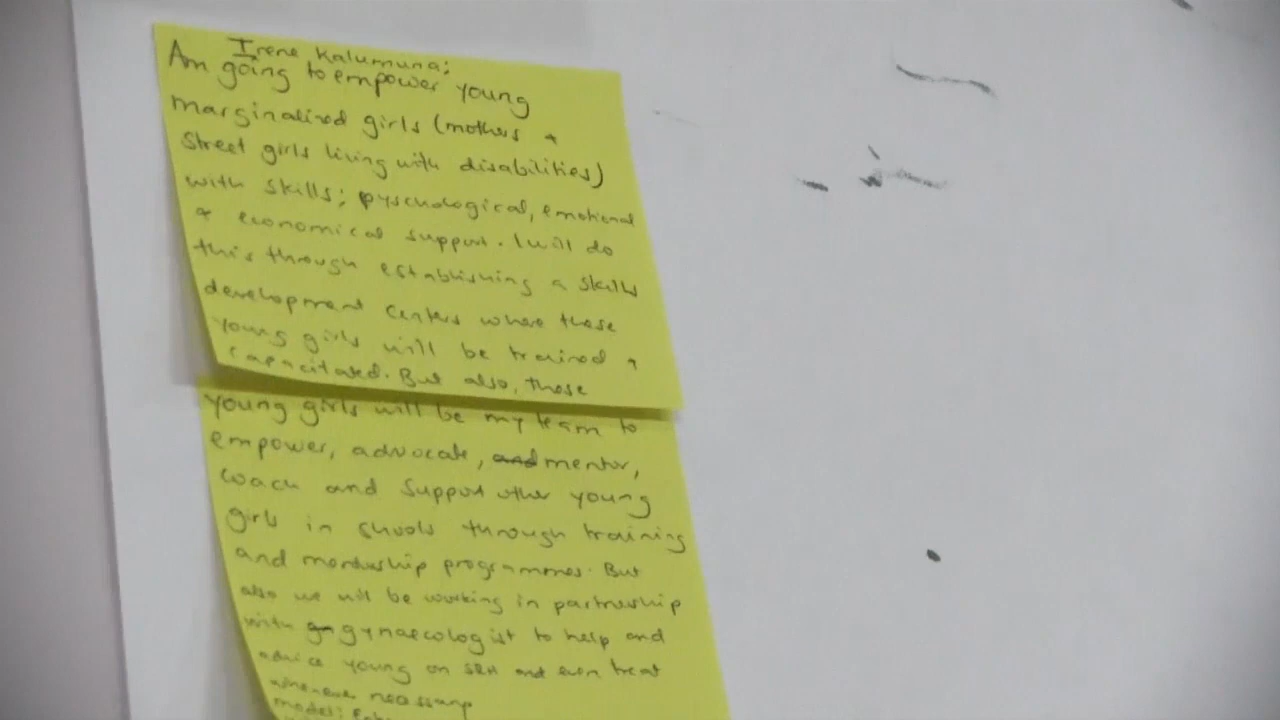 Irene Kalumuna;
Am going to empower young
marginalized girls (mothers +
street girls living with disabilities)
with skills; pyschological, emotional
+ economical support. I will do
this through establishing a skills
development centers where these
young girls will be trained +
capacitated. But also, those
young girls will be my team to
empower, advocate, and mentor,
coach and support other young
girls in schools through training
and mentorship programmes. But
also we will be working in partnership
with gynaecologist to help and
advice young on SRH and even treat
whenever necessary
model;